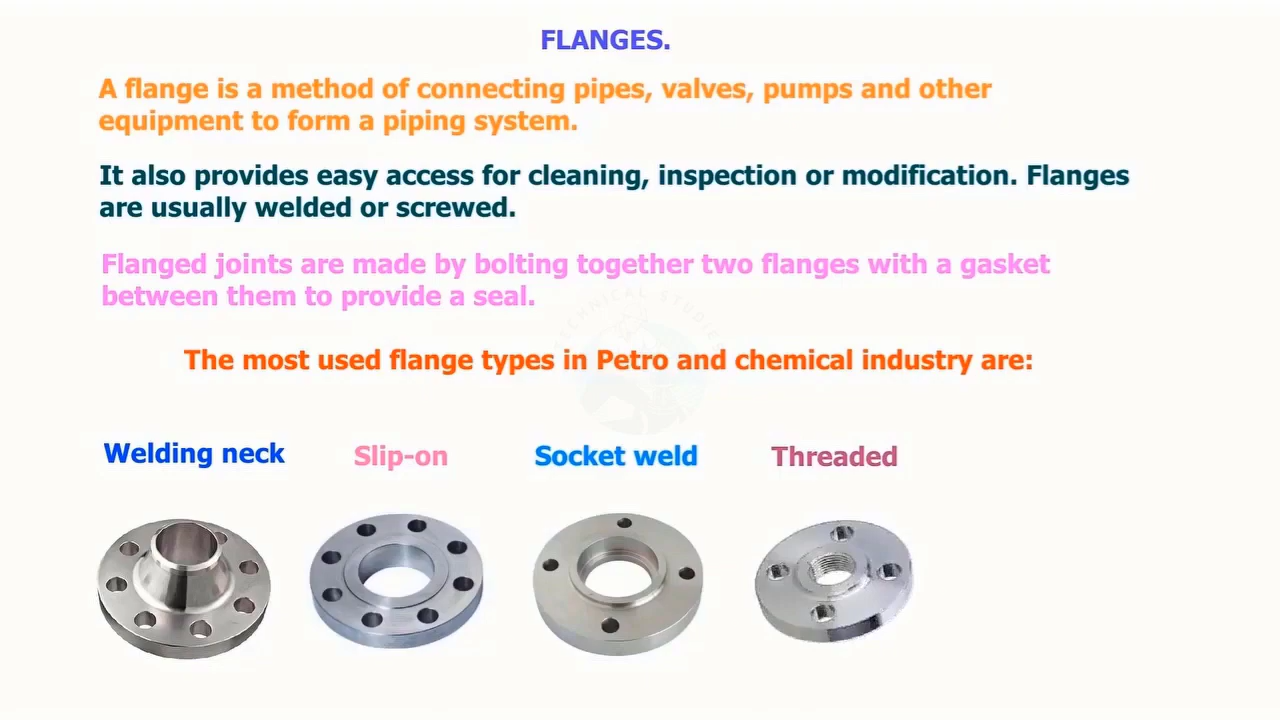 FLANGES.
A flange is a method of connecting pipes, valves, pumps and other
equipment to form a piping system.
It also provides easy access for cleaning, inspection or modification. Flanges
are usually welded or screwed.
Flanged joints are made by bolting together two flanges with a gasket
between them to provide a seal.
The most used flange types in Petro and chemical industry are:
Welding neck
Slip-on
Socket weld
Threaded